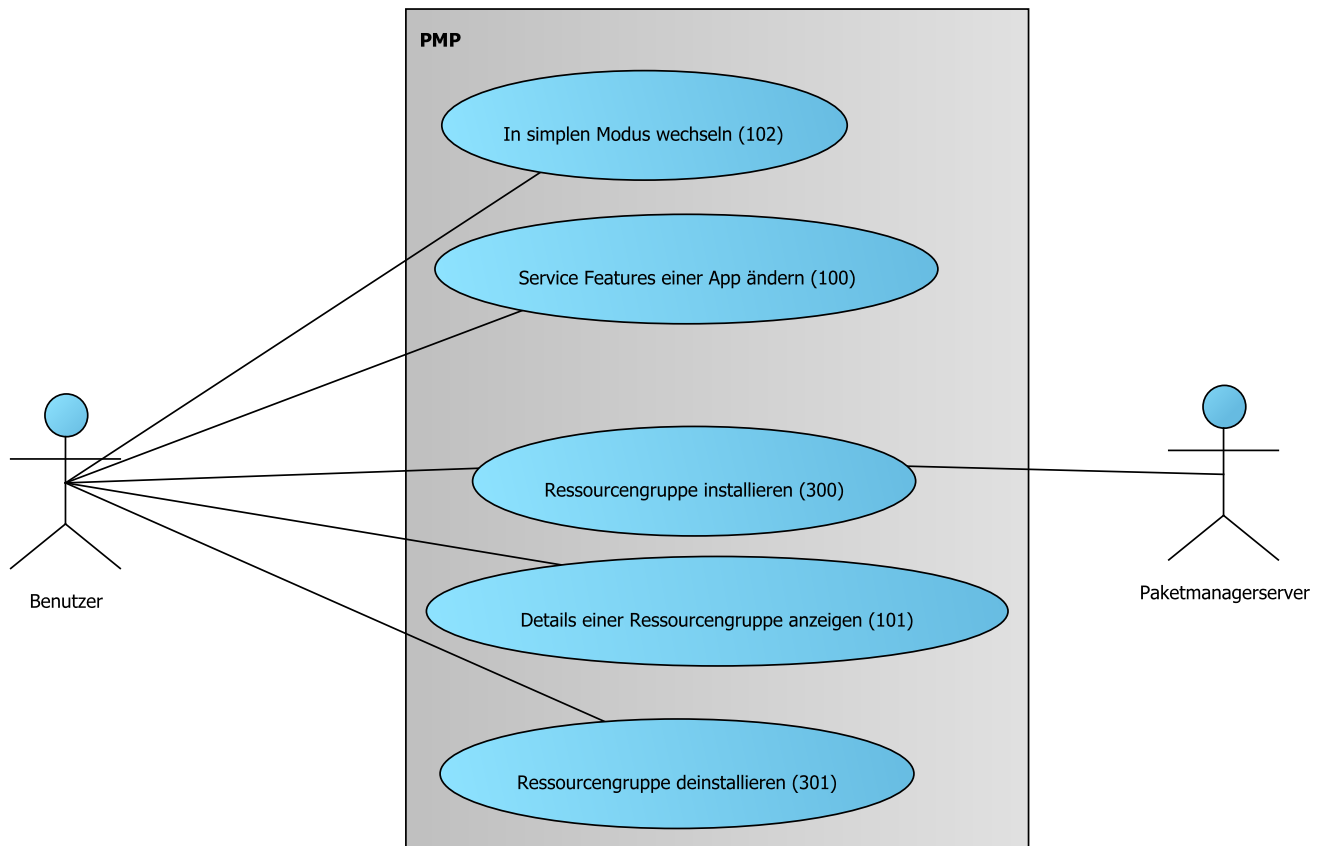 PMP
In simplen Modus wechseln (102)
Service Features einer App ändern (100)
Ressourcengruppe installieren (300)
Details einer Ressourcengruppe anzeigen (101)
Ressourcengruppe deinstallieren (301)
Benutzer
Paketmanagerserver